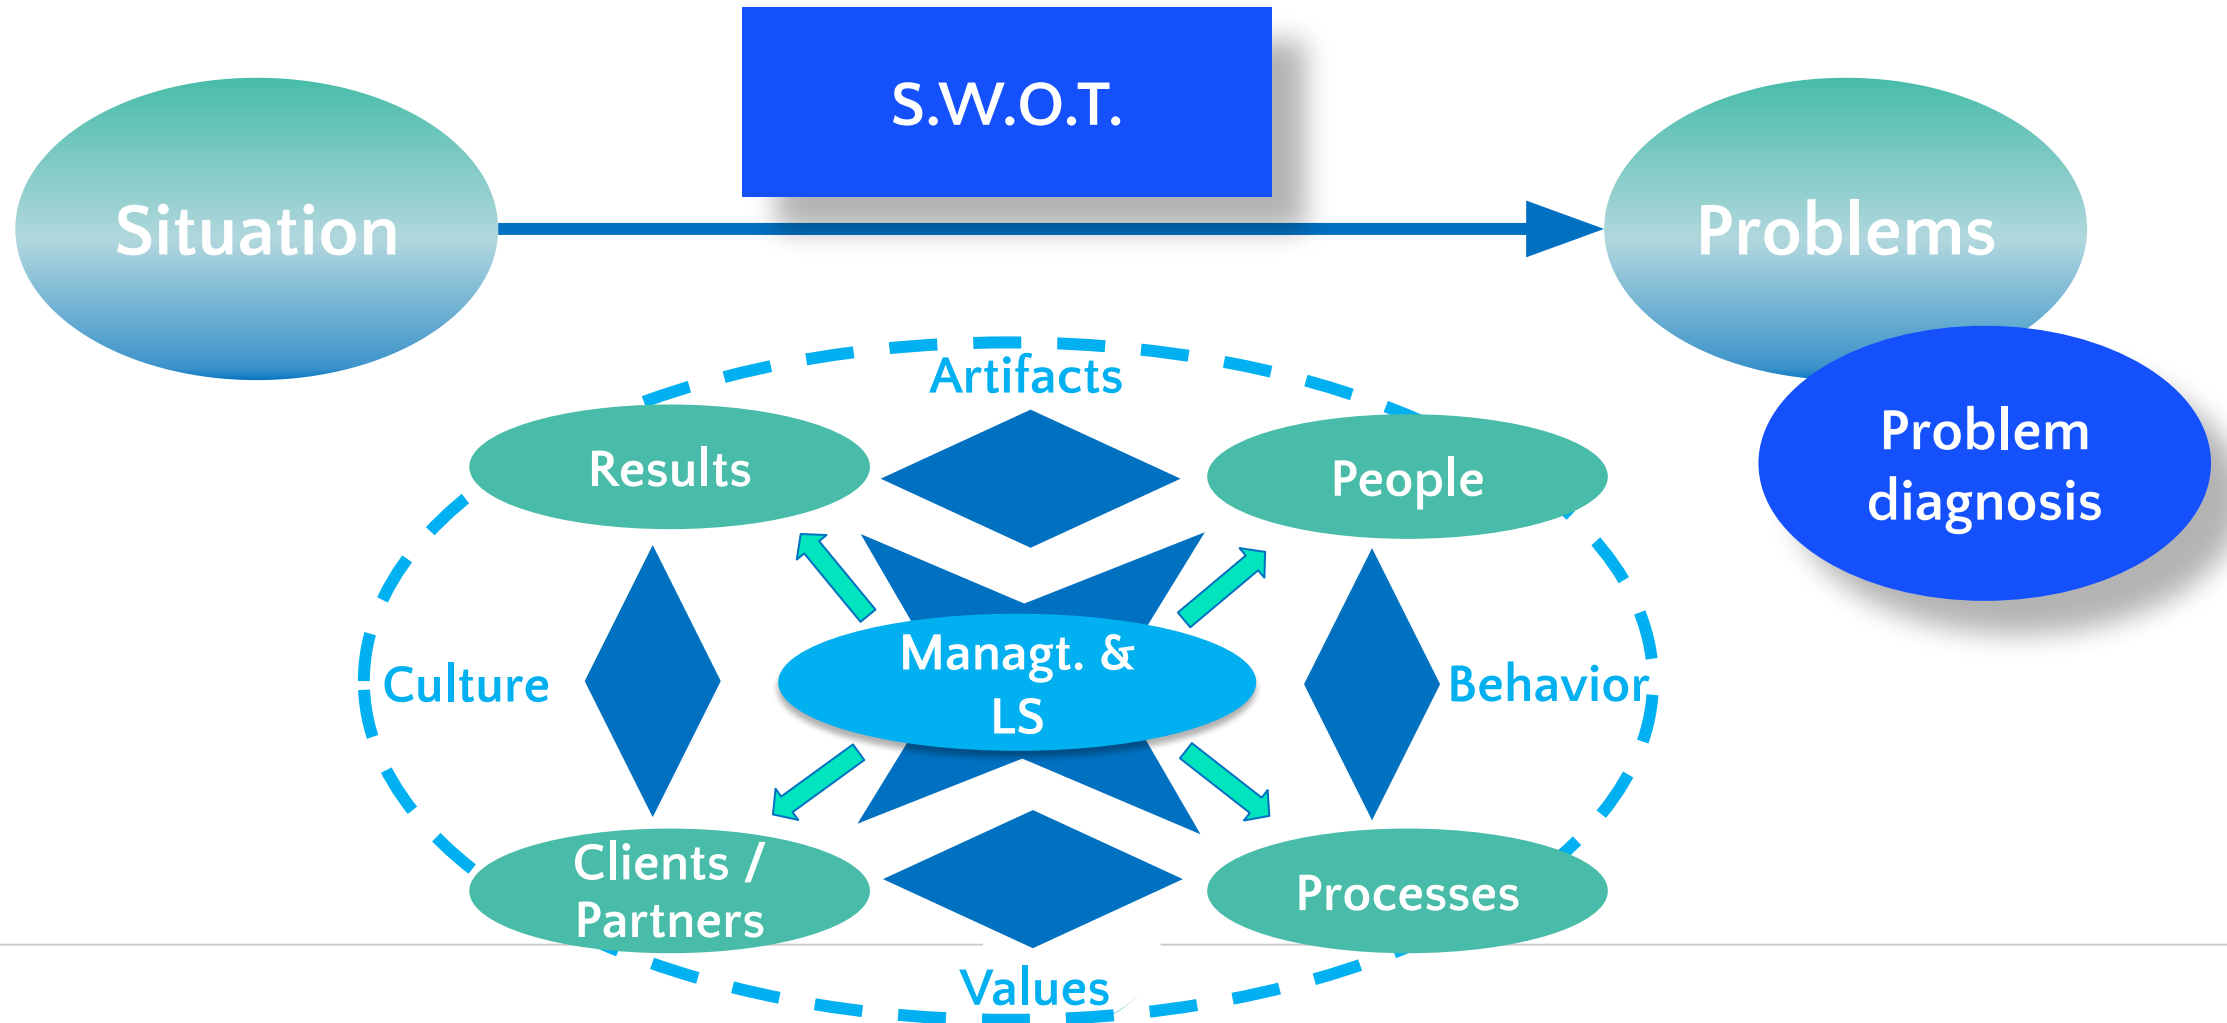 S.W.O.T.
Situation
Problems
Problem
diagnosis
Artifacts
Results
People
Culture
Managt. &
LS
Behavior
Clients /
Partners
Processes
Values